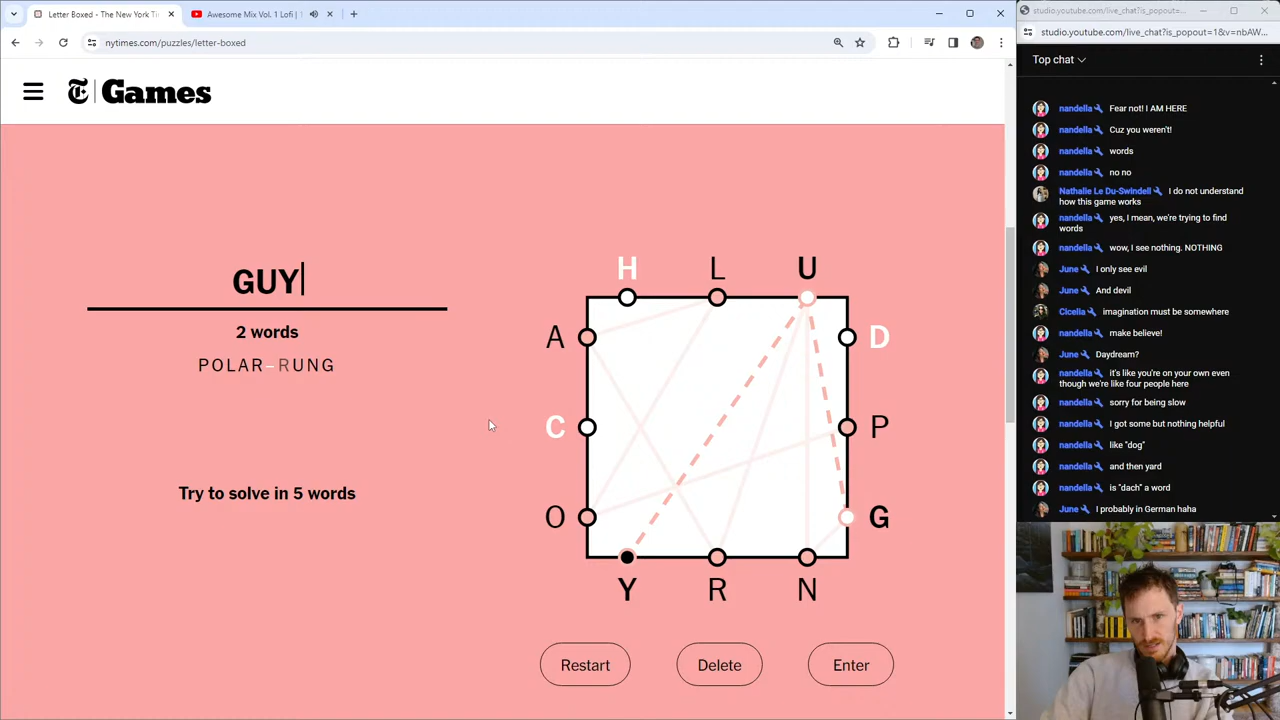 Letter Boxed - The New York Ti
Awesome Mix Vol. 1 Lofi | 1
nytimes.com/puzzles/letter-boxed
Games
GUY
2 words
POLAR–RUNG
Try to solve in 5 words
H L U
A
D
C
P
O
G
Y R N
Restart
Delete
Enter
studio.youtube.com/live_chat?is_popout=...
studio.youtube.com/live_chat?is_popout=1&v=nbAW...
Top chat
nandella Fear not! I AM HERE
nandella Cuz you weren't!
nandella words
nandella no no
Nathalie Le Du-Swindell I do not understand
how this game works
nandella yes, I mean, we're trying to find
words
nandella wow, I see nothing. NOTHING
June I only see evil
June And devil
Cicelia imagination must be somewhere
nandella make believe!
June Daydream?
nandella it's like you're on your own even
though we're like four people here
nandella sorry for being slow
nandella I got some but nothing helpful
nandella like "dog"
nandella and then yard
nandella is "dach" a word
June I probably in German haha